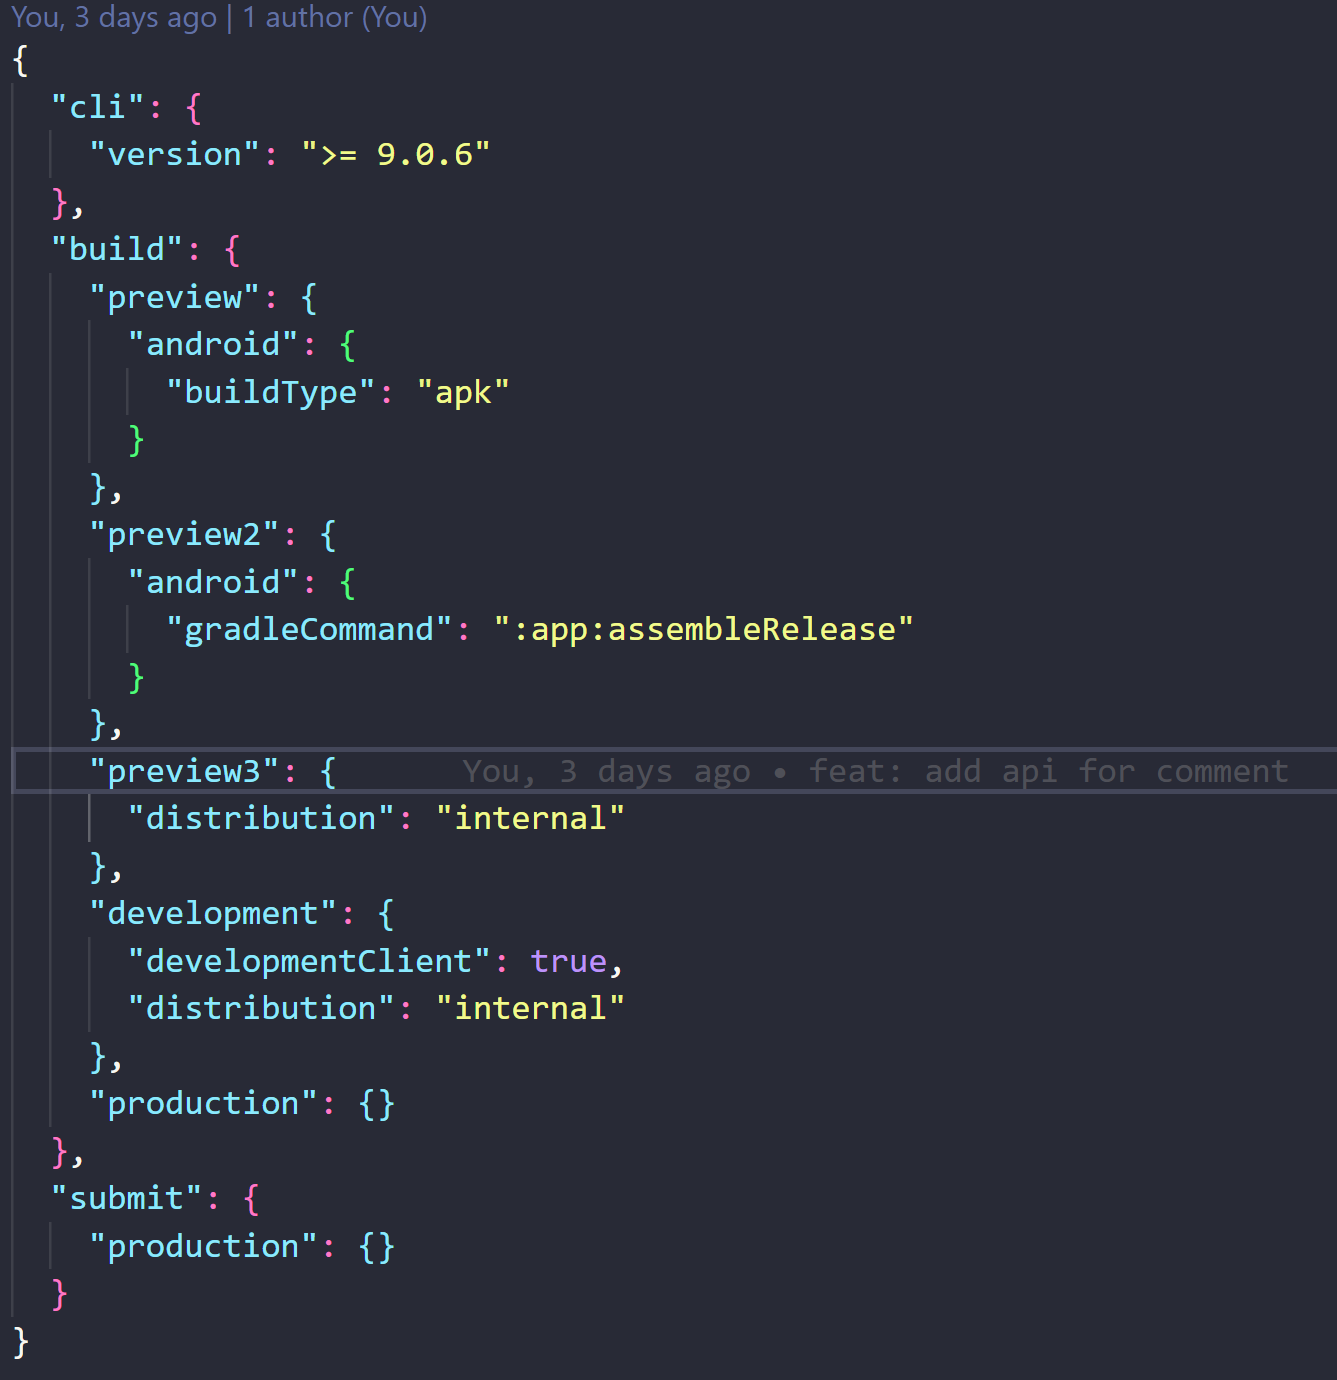 You, 3 days ago | 1 author (You)
{
  "cli": {
    "version": ">= 9.0.6"
  },
  "build": {
    "preview": {
      "android": {
        "buildType": "apk"
      }
    },
    "preview2": {
      "android": {
        "gradleCommand": ":app:assembleRelease"
      }
    },
    "preview3": {      You, 3 days ago • feat: add api for comment
      "distribution": "internal"
    },
    "development": {
      "developmentClient": true,
      "distribution": "internal"
    },
    "production": {}
  },
  "submit": {
    "production": {}
  }
}